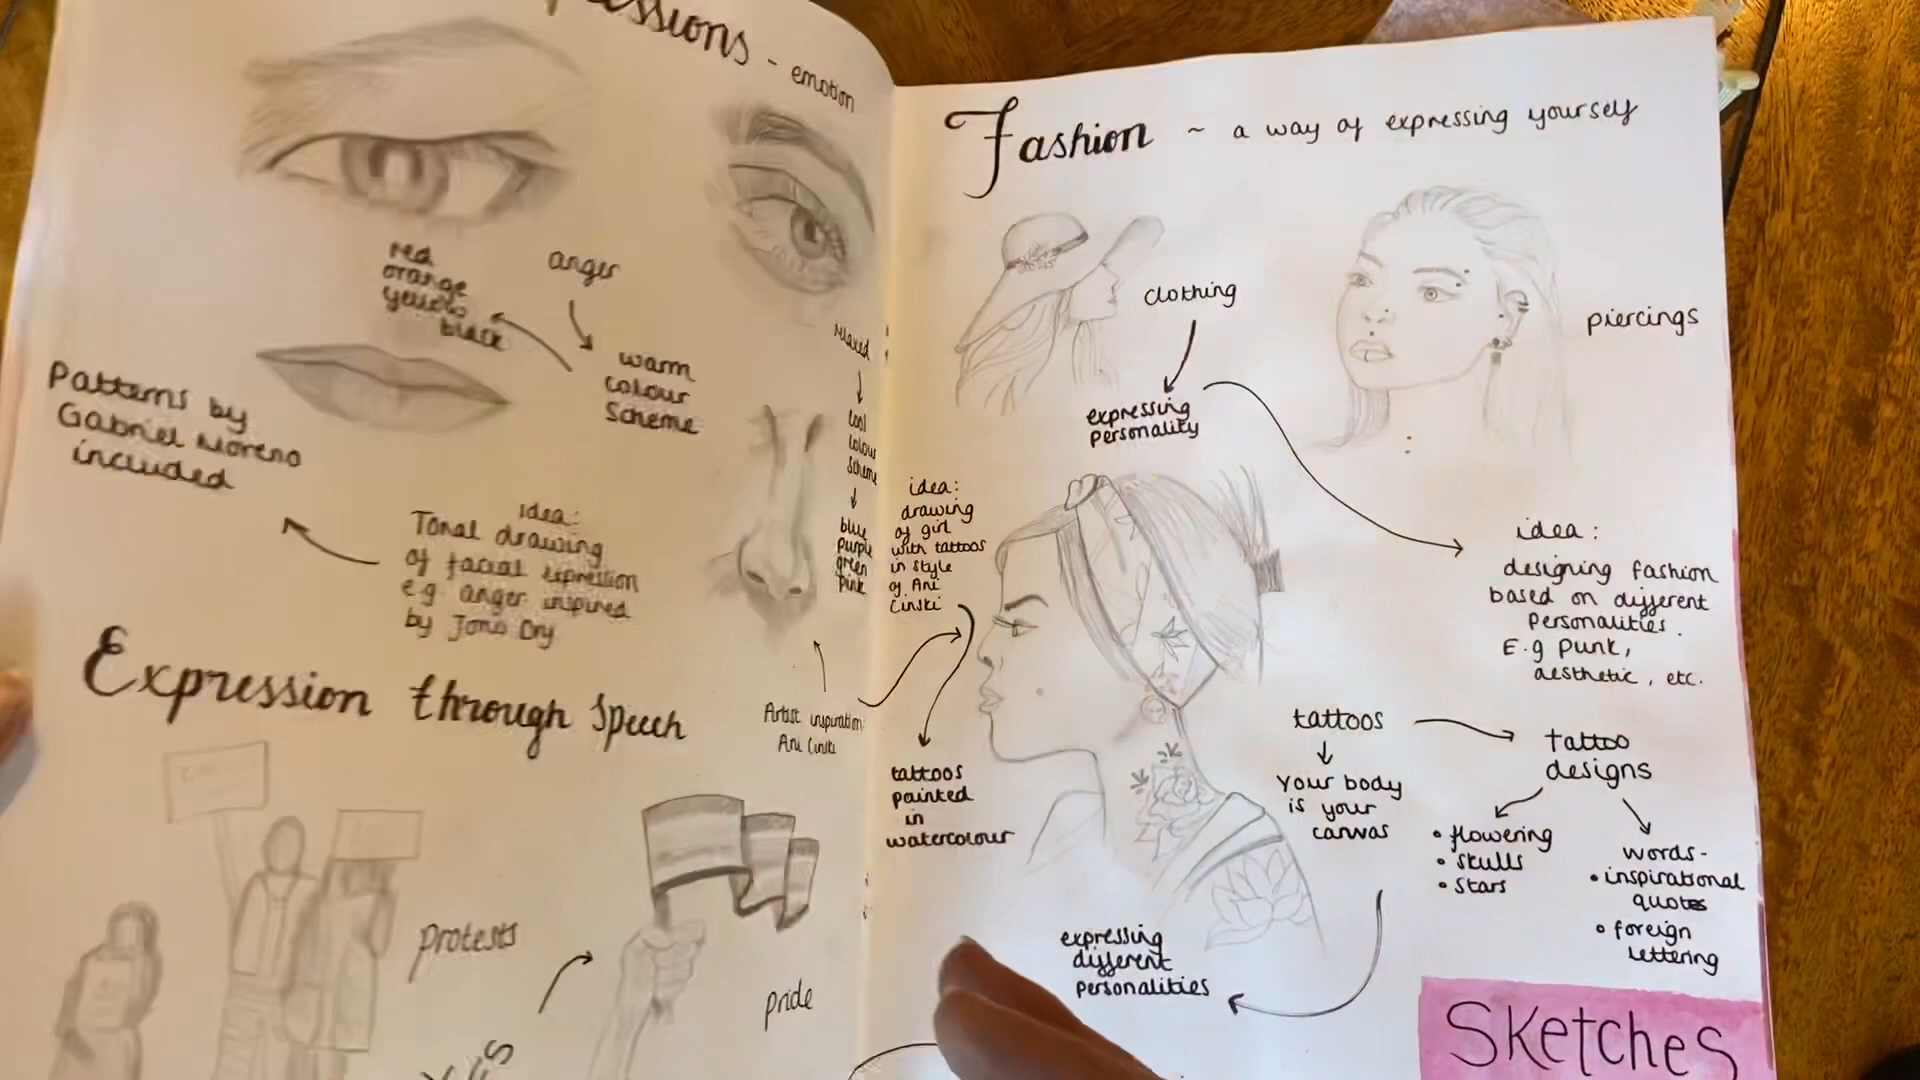 essions - emotion
red
orange
yellow
black
anger
warm
colour
scheme
Patterns by
Gabriel Moreno
included
idea:
Tonal drawing
of facial expression
e.g. anger inspired
by Jono Dry
relaxed
cool
colour
scheme
blue
purple
green
pink
Artist inspiration
Ani Cinski
Expression through Speech
protests
pride
Fashion ~ a way of expressing yourself
clothing
expressing
personality
piercings
idea:
designing fashion
based on different
personalities.
E.g punk,
aesthetic, etc.
idea:
drawing
of girl
with tattoos
in style
of Ani
Cinski
tattoos
painted
in
watercolour
tattoos
your body
is your
canvas
tattoo
designs
• flowering
• skulls
• stars
words-
• inspirational
quotes
• foreign
lettering
expressing
different
personalities
SKetcheS